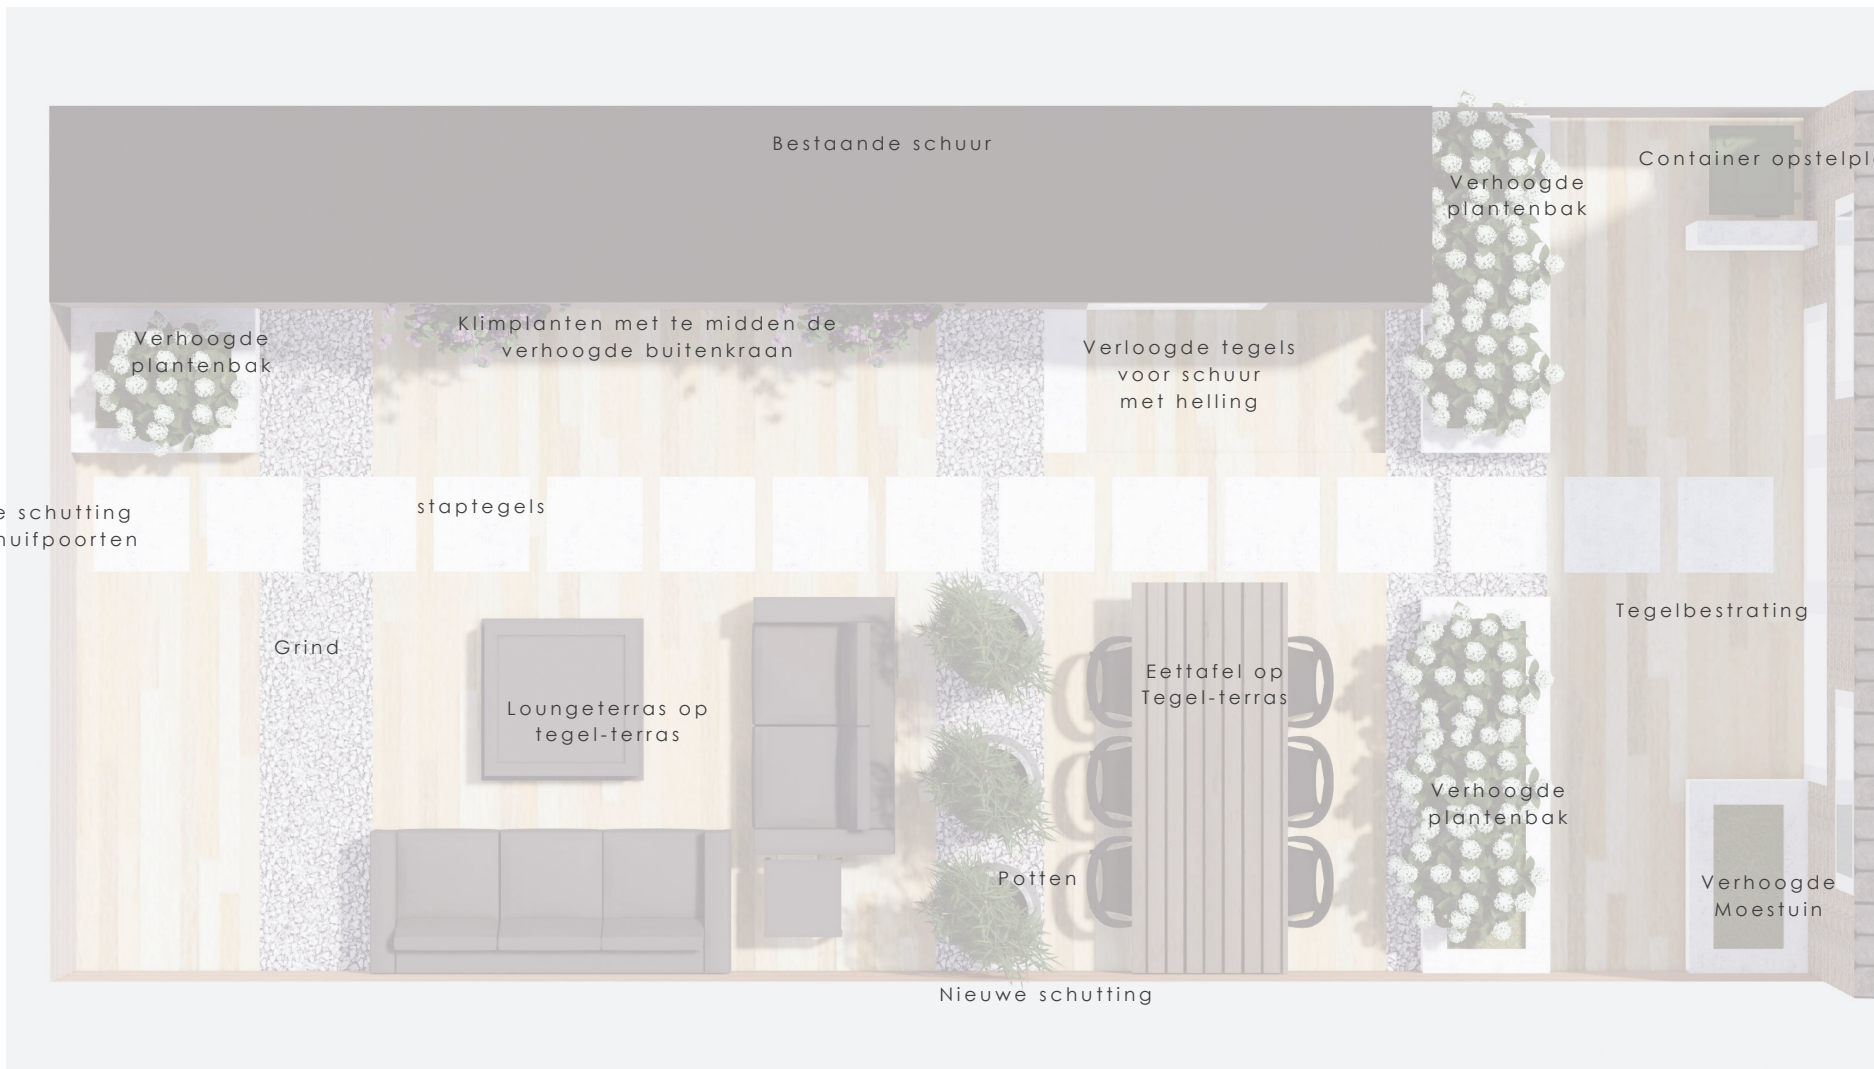 Bestaande schuur
Container opstelpl
Verhoogde
plantenbak
Verhoogde
plantenbak
Klimplanten met te midden de
verhoogde buitenkraan
Verloogde tegels
voor schuur
met helling
staptegels
schutting
Tegelbestrating
Grind
Loungeterras op
tegel-terras
Eettafel op
Tegel-terras
Verhoogde
plantenbak
Potten
Verhoogde
Moestuin
Nieuwe schutting